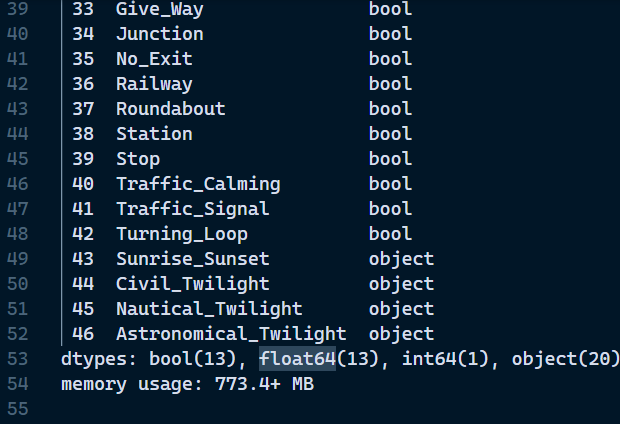 39 33 Give_Way bool
40 34 Junction bool
41 35 No_Exit bool
42 36 Railway bool
43 37 Roundabout bool
44 38 Station bool
45 39 Stop bool
46 40 Traffic_Calming bool
47 41 Traffic_Signal bool
48 42 Turning_Loop bool
49 43 Sunrise_Sunset object
50 44 Civil_Twilight object
51 45 Nautical_Twilight object
52 46 Astronomical_Twilight object
53 dtypes: bool(13), float64(13), int64(1), object(20)
54 memory usage: 773.4+ MB
55